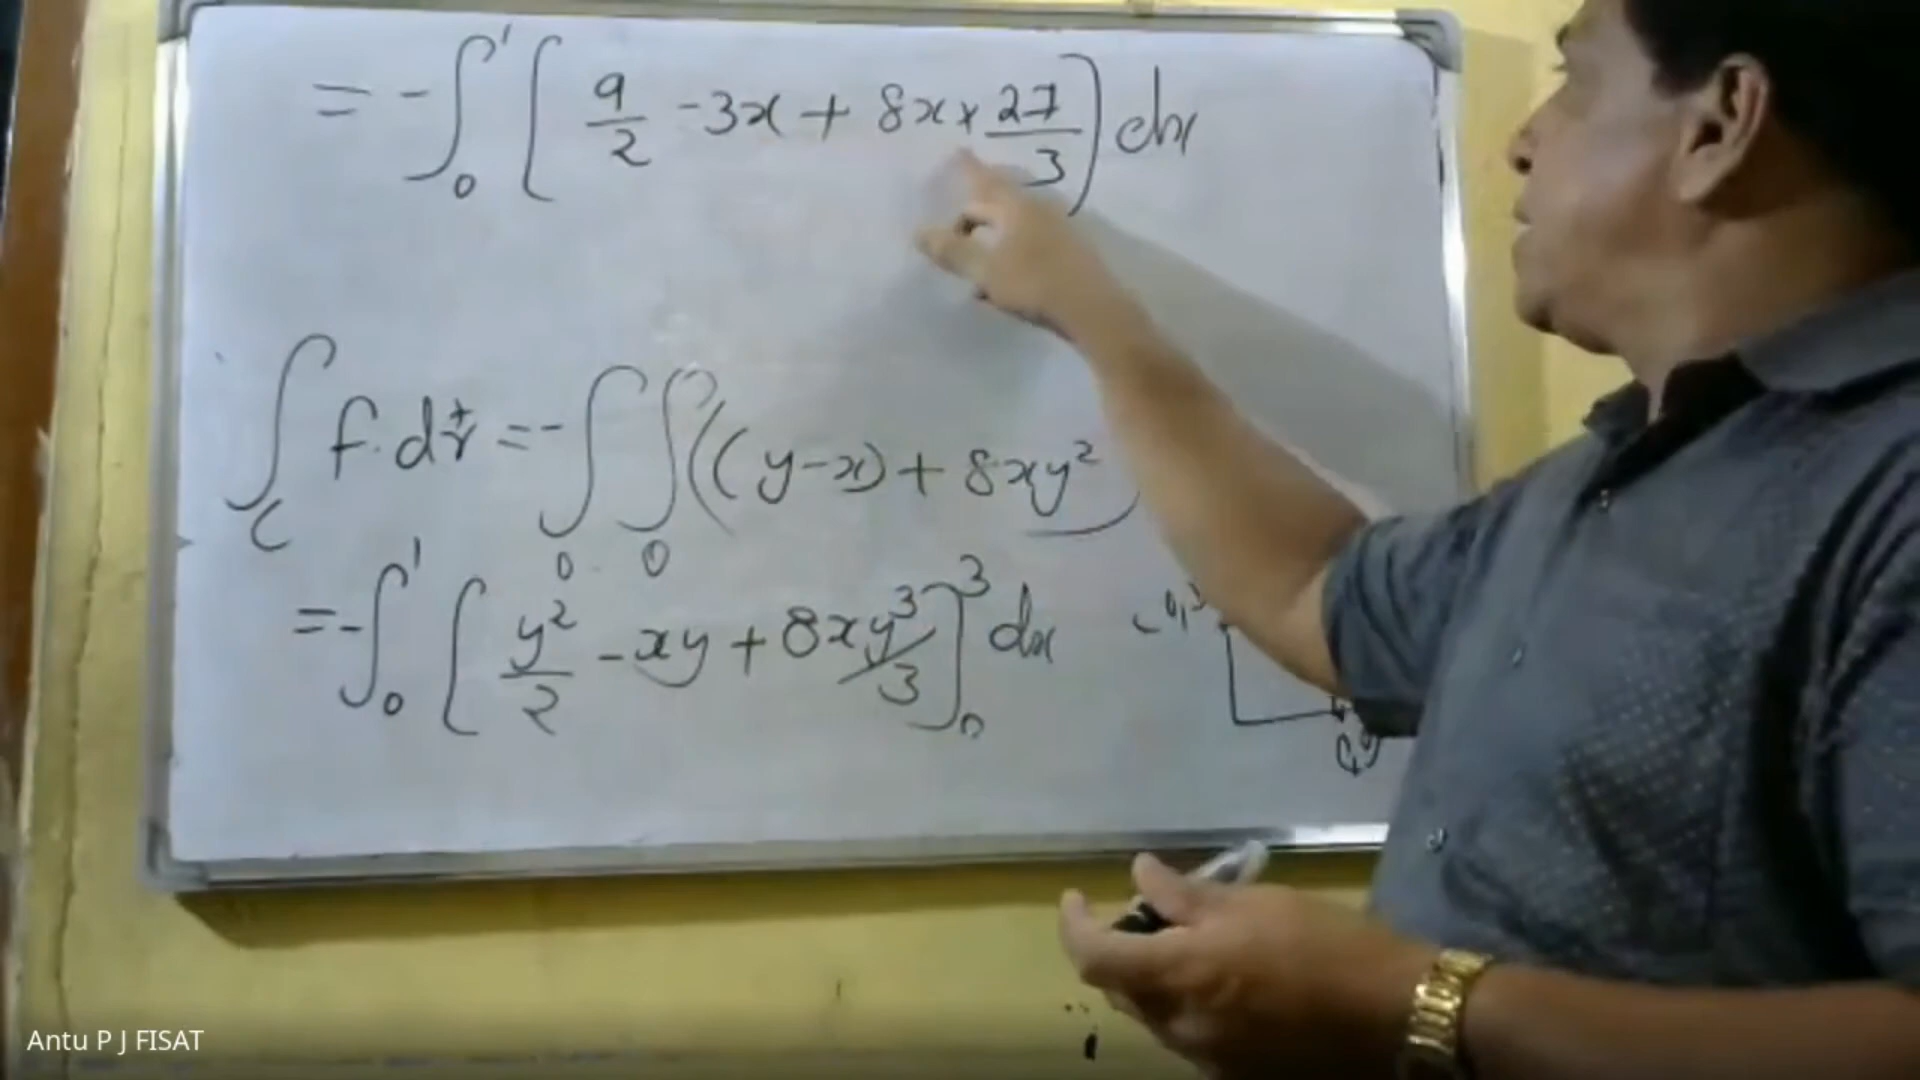 = -∫₀¹ [ 9/2 - 3x + 8x × 27/3 ] dx
∫_C f · dr⃗ = -∫₀ ∫₀ ((y-x) + 8xy²
= -∫₀¹ [ y²/2 - xy + 8xy³/3 ]₀³ dx
Antu P J FISAT